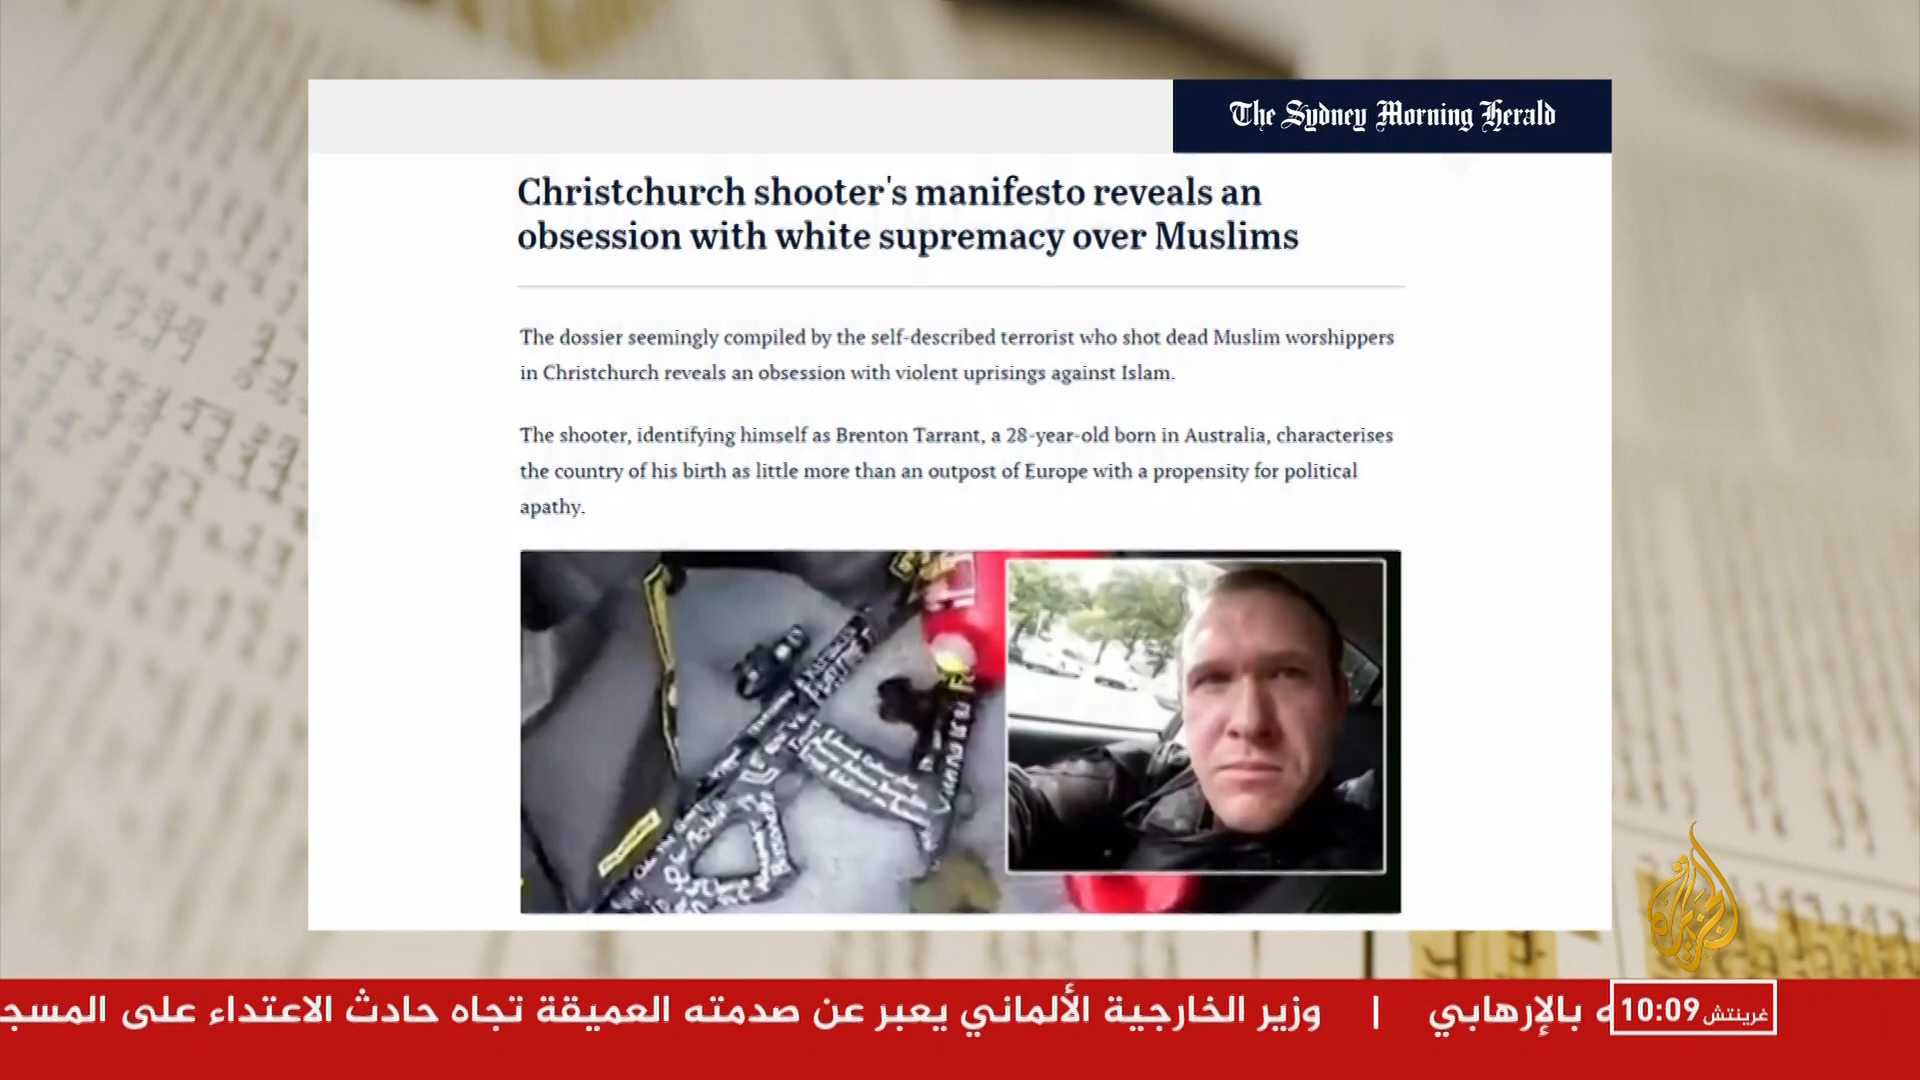 The Sydney Morning Herald
Christchurch shooter's manifesto reveals an
obsession with white supremacy over Muslims
The dossier seemingly compiled by the self-described terrorist who shot dead Muslim worshippers
in Christchurch reveals an obsession with violent uprisings against Islam.
The shooter, identifying himself as Brenton Tarrant, a 28-year-old born in Australia, characterises
the country of his birth as little more than an outpost of Europe with a propensity for political
apathy.
الجزيرة
بالإرهابي | وزير الخارجية الألماني يعبر عن صدمته العميقة تجاه حادث الاعتداء على
10:09 غرينتش